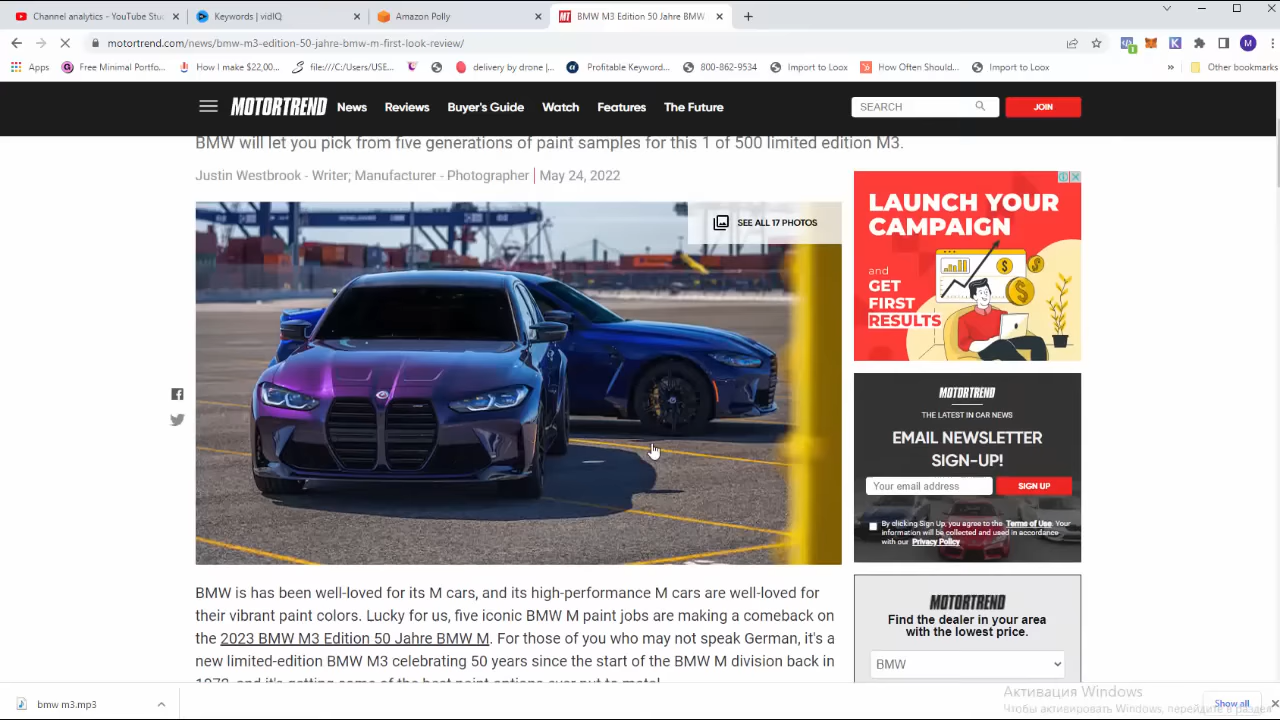 Channel analytics - YouTube Stu
Keywords | vidIQ
Amazon Polly
BMW M3 Edition 50 Jahre BMW
motortrend.com/news/bmw-m3-edition-50-jahre-bmw-m-first-look-review/
M
Apps
Free Minimal Portfo...
How I make $22,00...
file:///C:/Users/USE...
delivery by drone |...
Profitable Keyword...
800-862-9534
Import to Loox
How Often Should...
Import to Loox
»
Other bookmarks
MOTORTREND
News
Reviews
Buyer's Guide
Watch
Features
The Future
SEARCH
JOIN
BMW will let you pick from five generations of paint samples for this 1 of 500 limited edition M3.
Justin Westbrook - Writer; Manufacturer - Photographer | May 24, 2022
SEE ALL 17 PHOTOS
BMW is has been well-loved for its M cars, and its high-performance M cars are well-loved for
their vibrant paint colors. Lucky for us, five iconic BMW M paint jobs are making a comeback on
the 2023 BMW M3 Edition 50 Jahre BMW M. For those of you who may not speak German, it's a
new limited-edition BMW M3 celebrating 50 years since the start of the BMW M division back in
LAUNCH YOUR
CAMPAIGN
and
GET
FIRST
RESULTS
MOTORTREND
THE LATEST IN CAR NEWS
EMAIL NEWSLETTER
SIGN-UP!
Your email address
SIGN UP
By clicking Sign Up, you agree to the Terms of Use. Your
information will be collected and used in accordance
with our Privacy Policy
MOTORTREND
Find the dealer in your area
with the lowest price.
BMW
Активация Windows
Чтобы активировать Windows, перейдите в раздел
bmw m3.mp3
Show all